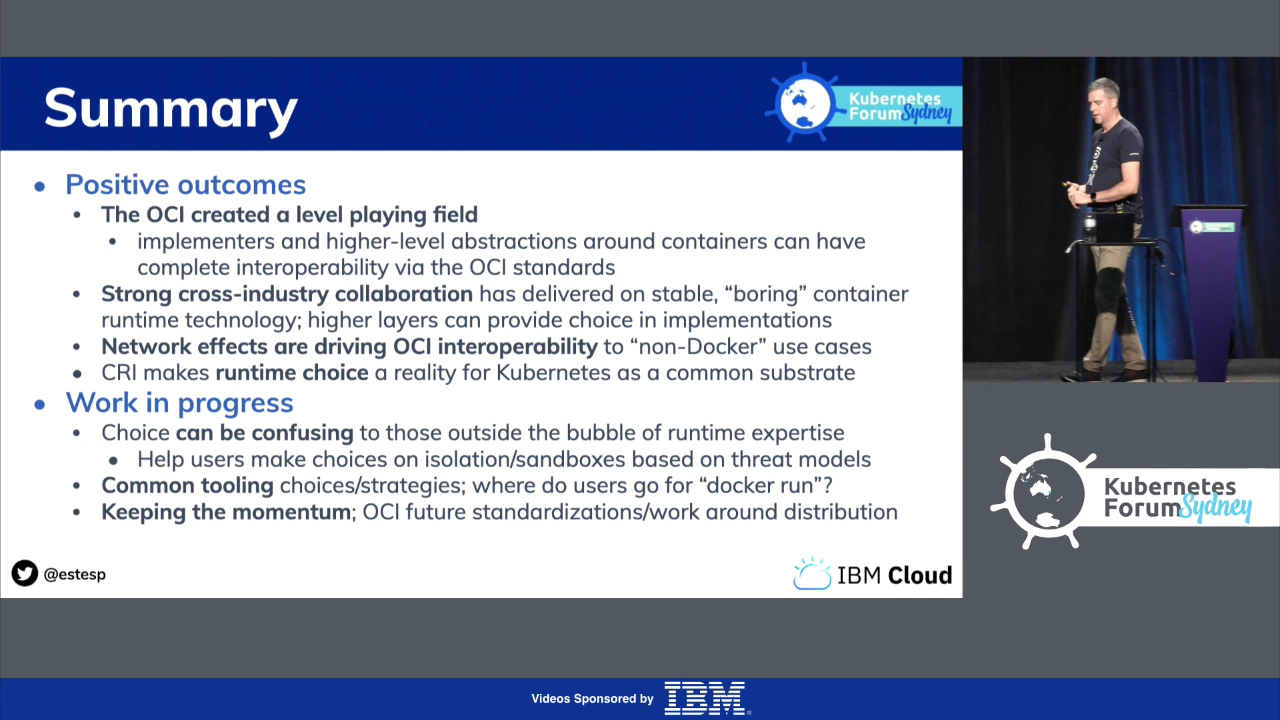 Summary
Kubernetes
Forum Sydney
• Positive outcomes
• The OCI created a level playing field
• implementers and higher-level abstractions around containers can have
complete interoperability via the OCI standards
• Strong cross-industry collaboration has delivered on stable, “boring” container
runtime technology; higher layers can provide choice in implementations
• Network effects are driving OCI interoperability to “non-Docker” use cases
• CRI makes runtime choice a reality for Kubernetes as a common substrate
• Work in progress
• Choice can be confusing to those outside the bubble of runtime expertise
• Help users make choices on isolation/sandboxes based on threat models
• Common tooling choices/strategies; where do users go for “docker run”?
• Keeping the momentum; OCI future standardizations/work around distribution
@estesp
IBM Cloud
Kubernetes
Forum Sydney
Videos Sponsored by IBM